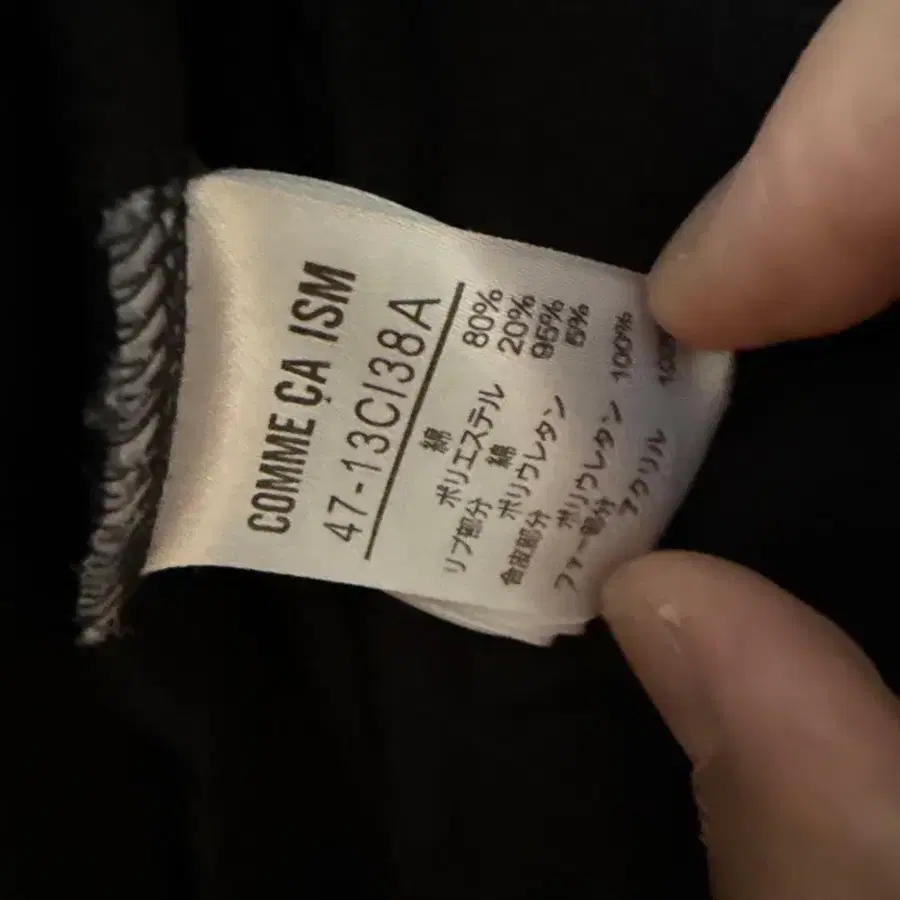 COMME ÇA ISM
47-13CI38A
綿 80%
ポリエステル 20%
リブ部分 綿 95%
ポリウレタン 5%
合皮部分
ポリウレタン 100%
ファー部分
アクリル